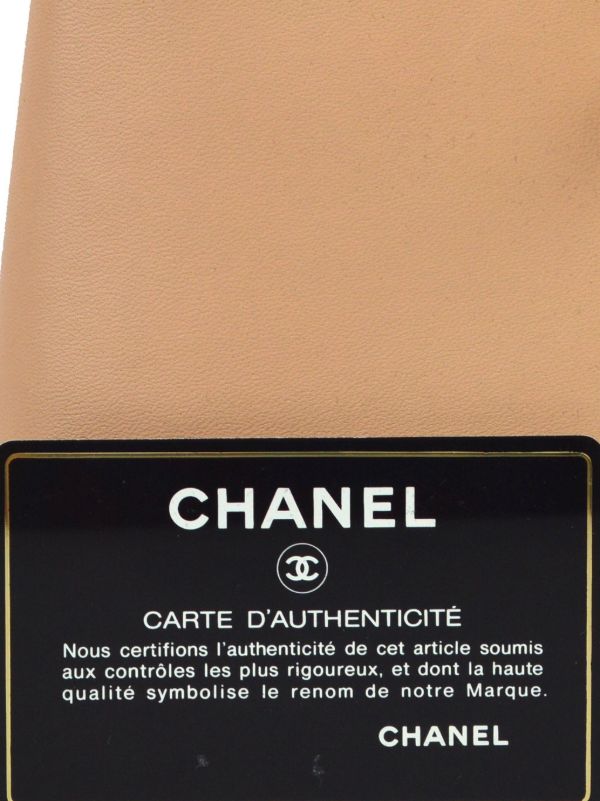 CHANEL
CARTE D'AUTHENTICITÉ
Nous certifions l'authenticité de cet article soumis
aux contrôles les plus rigoureux, et dont la haute
qualité symbolise le renom de notre Marque.
CHANEL